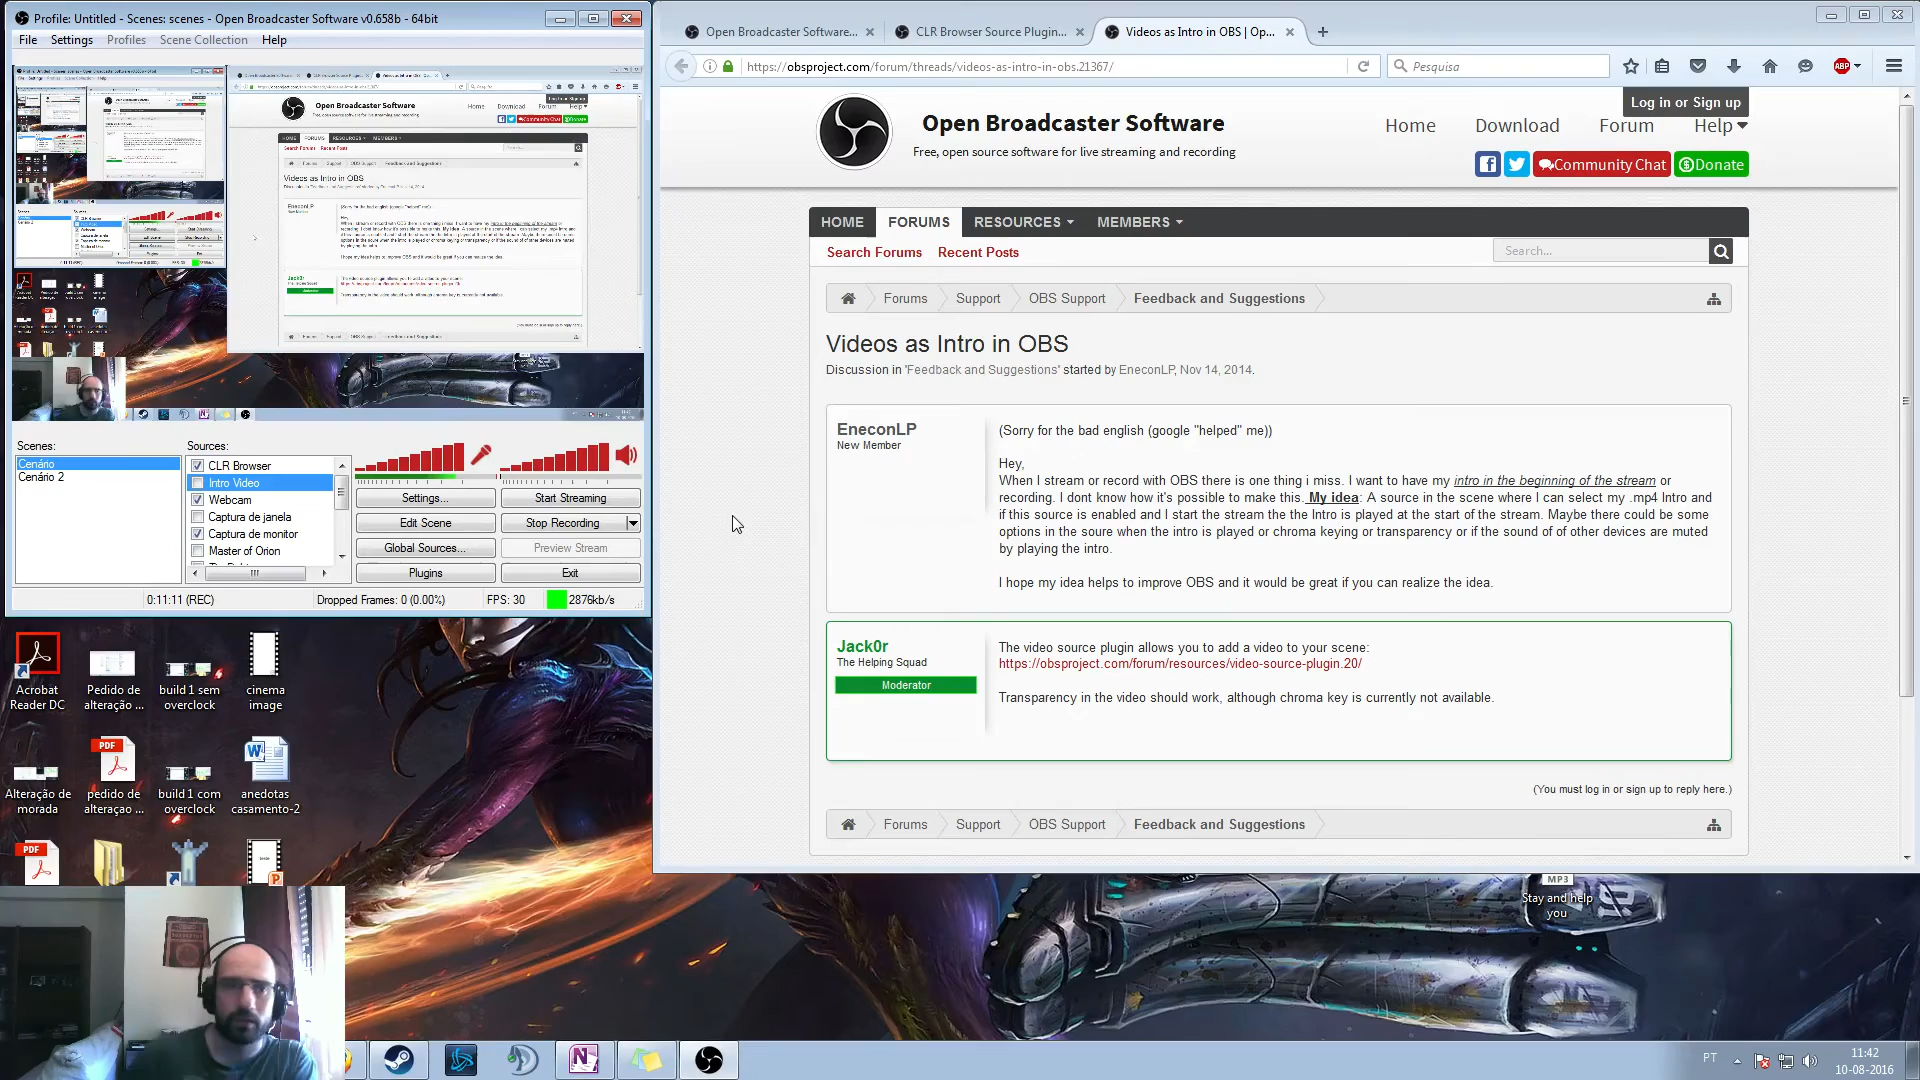 Profile: Untitled - Scenes: scenes - Open Broadcaster Software v0.658b - 64bit
File Settings Profiles Scene Collection Help
Scenes:
Cenário
Cenário 2
Sources:
CLR Browser
Intro Video
Webcam
Captura de janela
Captura de monitor
Master of Orion
Settings...
Start Streaming
Edit Scene
Stop Recording
Global Sources...
Preview Stream
Plugins
Exit
0:11:11 (REC)
Dropped Frames: 0 (0.00%)
FPS: 30
2876kb/s
Open Broadcaster Software...
CLR Browser Source Plugin...
Videos as Intro in OBS | Op...
https://obsproject.com/forum/threads/videos-as-intro-in-obs.21367/
Pesquisa
ABP
Log in or Sign up
Open Broadcaster Software
Free, open source software for live streaming and recording
Home Download Forum Help
Community Chat
Donate
HOME FORUMS RESOURCES MEMBERS
Search Forums Recent Posts
Search...
Forums Support OBS Support Feedback and Suggestions
Videos as Intro in OBS
Discussion in 'Feedback and Suggestions' started by EneconLP, Nov 14, 2014.
EneconLP
New Member
(Sorry for the bad english (google "helped" me))
Hey,
When I stream or record with OBS there is one thing i miss. I want to have my intro in the beginning of the stream or
recording. I dont know how it's possible to make this. My idea: A source in the scene where I can select my .mp4 Intro and
if this source is enabled and I start the stream the the Intro is played at the start of the stream. Maybe there could be some
options in the soure when the intro is played or chroma keying or transparency or if the sound of of other devices are muted
by playing the intro.
I hope my idea helps to improve OBS and it would be great if you can realize the idea.
Jack0r
The Helping Squad
Moderator
The video source plugin allows you to add a video to your scene:
https://obsproject.com/forum/resources/video-source-plugin.20/
Transparency in the video should work, although chroma key is currently not available.
(You must log in or sign up to reply here.)
Forums Support OBS Support Feedback and Suggestions
Acrobat
Reader DC
Pedido de
alteração ...
build 1 sem
overclock
cinema
image
PDF
Alteração de
morada
pedido de
alteraçao ...
build 1 com
overclock
anedotas
casamento-2
PDF
MP3
Stay and help
you
PT
11:42
10-08-2016